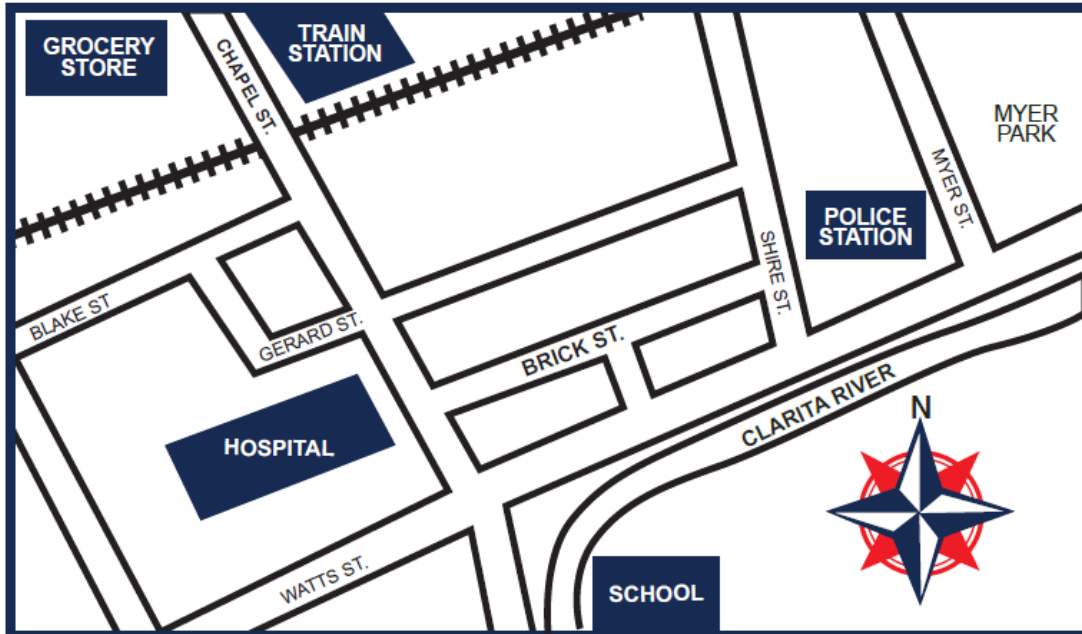 GROCERY
STORE
CHAPEL ST.
TRAIN
STATION
MYER
PARK
MYER ST.
POLICE
STATION
SHIRE ST.
BLAKE ST
GERARD ST.
BRICK ST.
CLARITA RIVER
N
HOSPITAL
WATTS ST.
SCHOOL